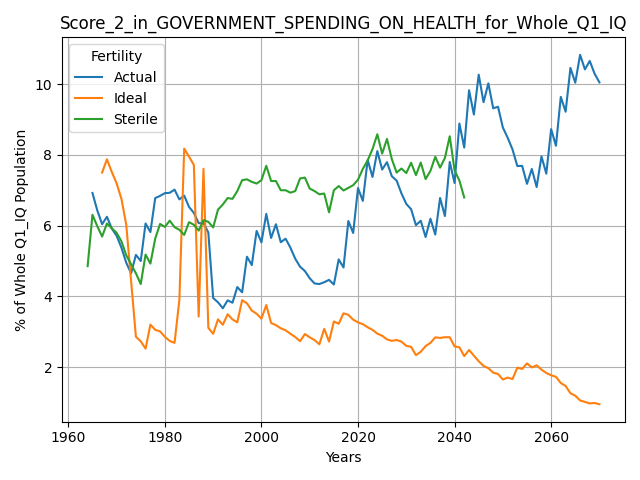 Score_2_in_GOVERNMENT_SPENDING_ON_HEALTH_for_Whole_Q1_IQ
Fertility
Actual
Ideal
Sterile
% of Whole Q1_IQ Population
10
8
6
4
2
1960
1980
2000
2020
2040
2060
Years